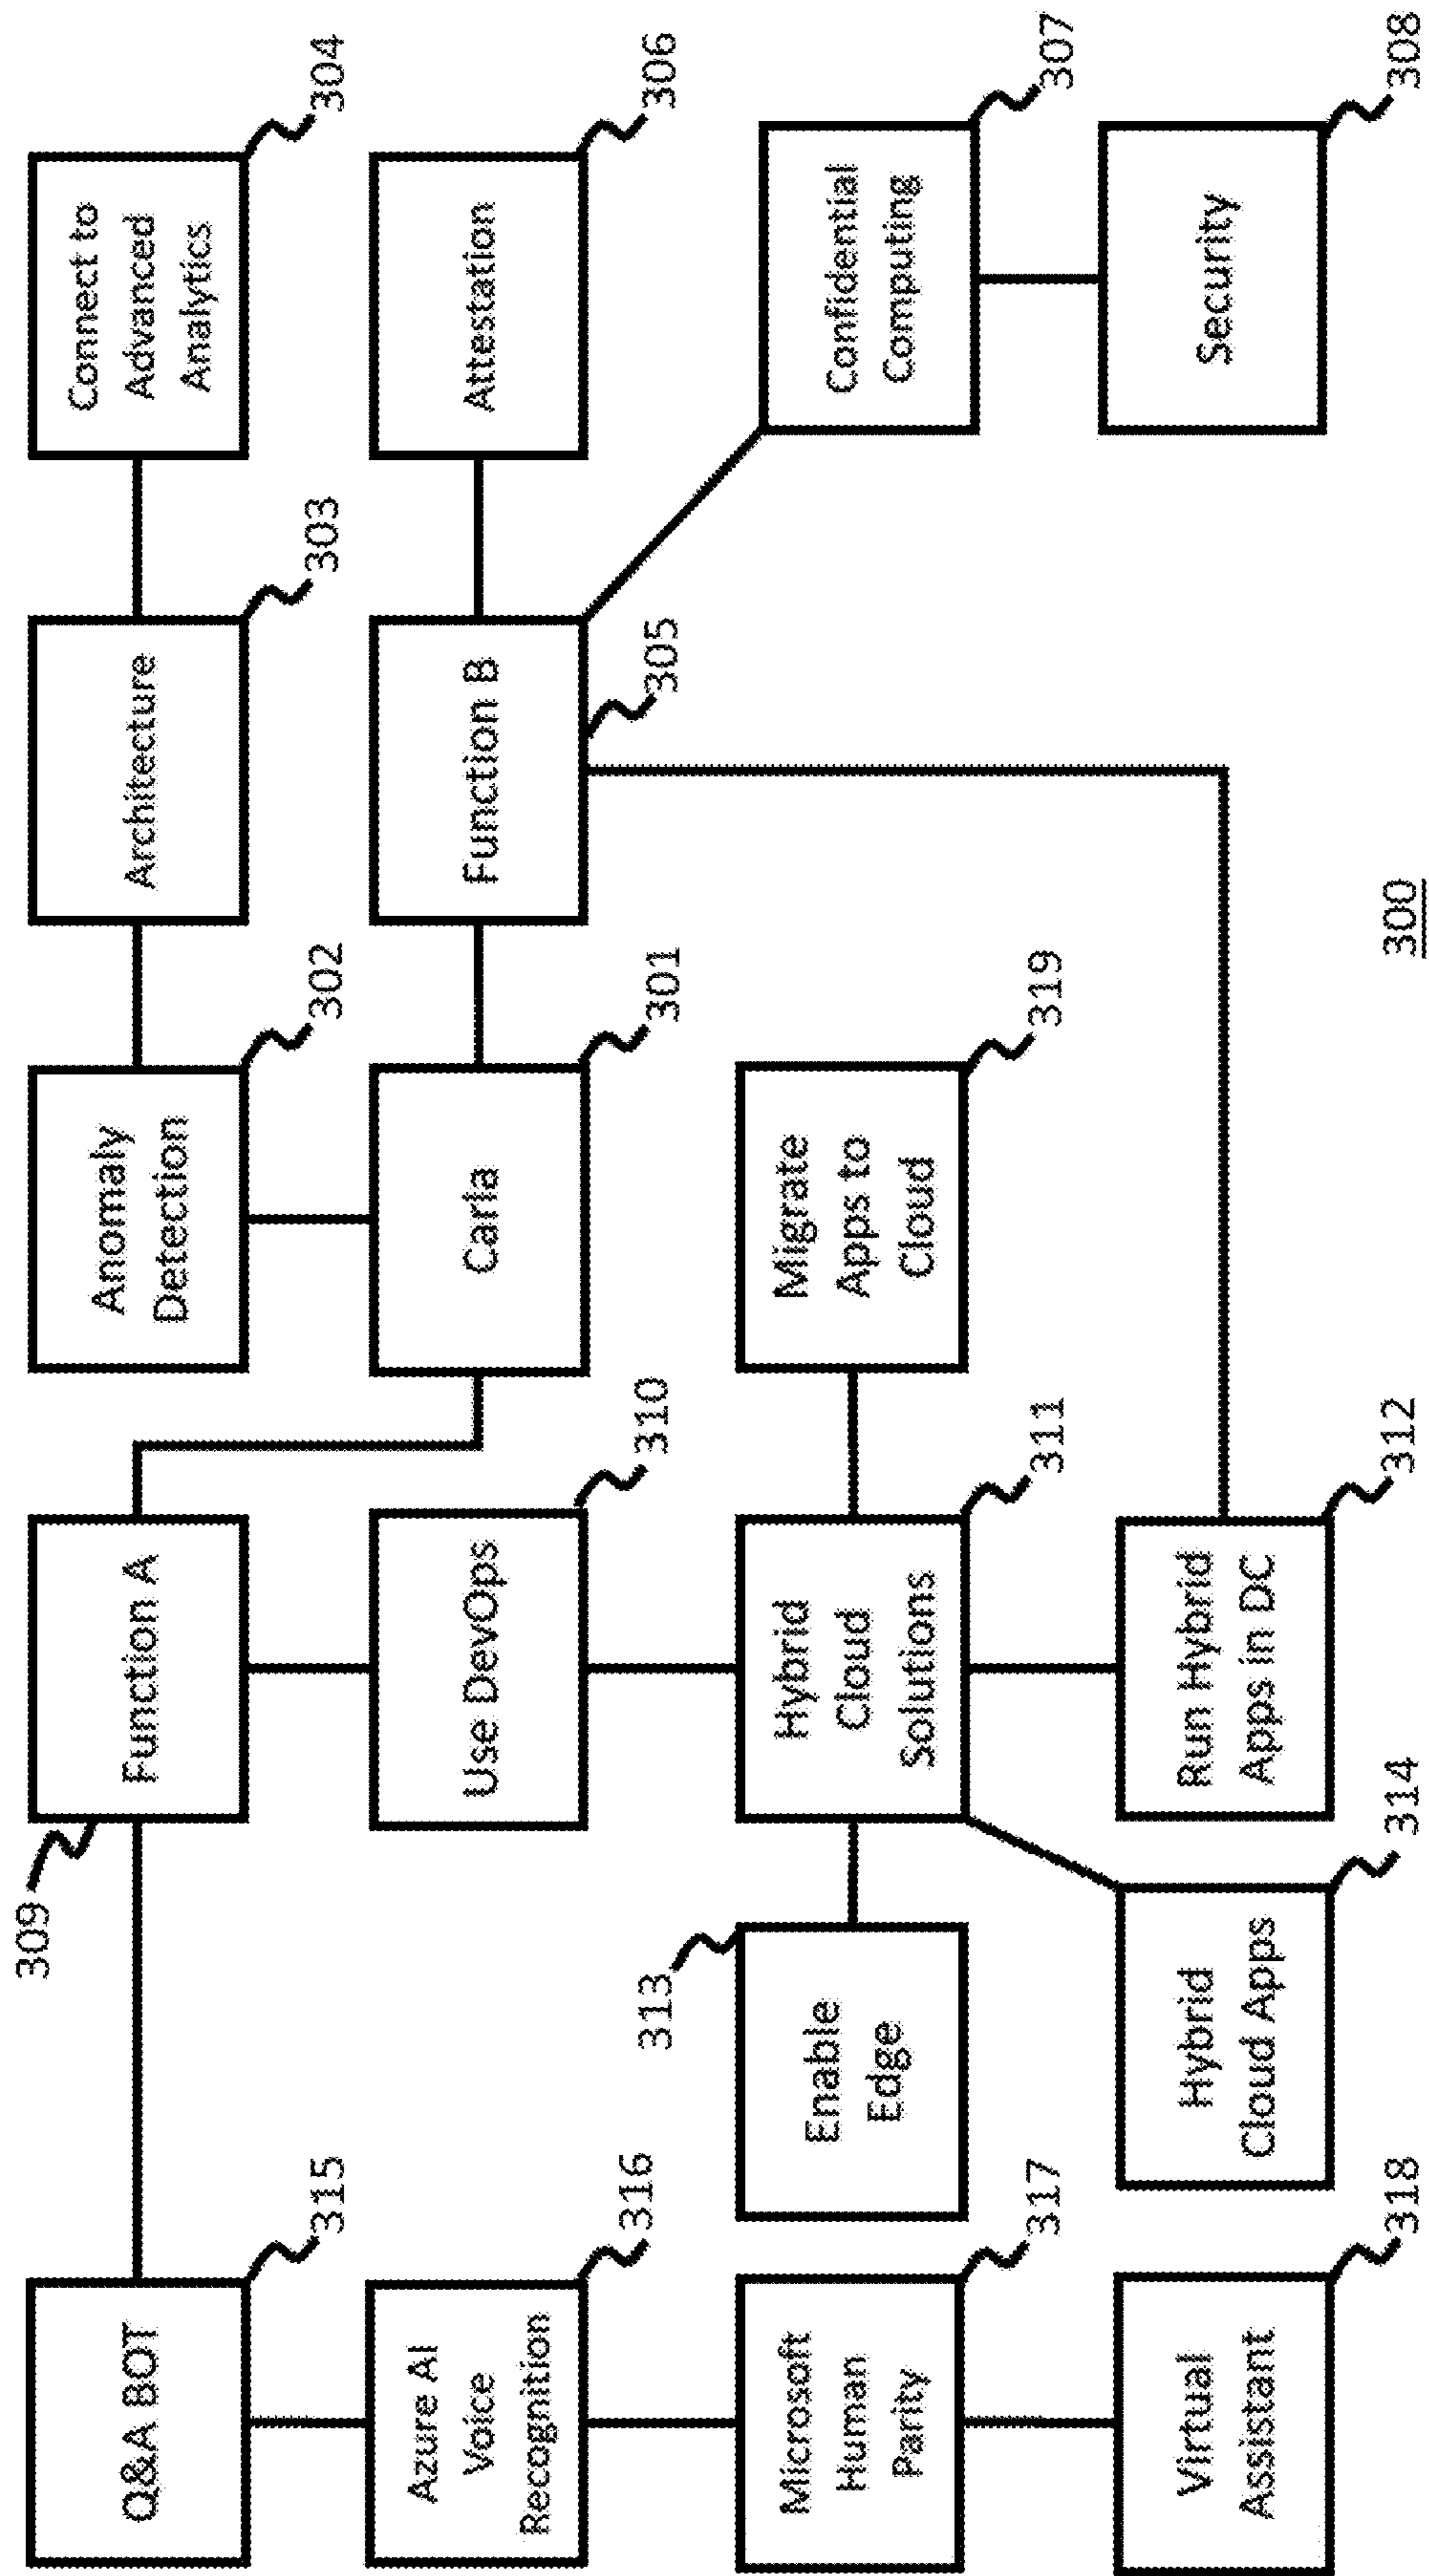 Q&A BOT
315
Azure AI
Voice
Recognition
316
Microsoft
Human
Parity
317
Virtual
Assistant
318
309
Function A
Use DevOps
310
313
Enable
Edge
Hybrid
Cloud
Solutions
311
Hybrid
Cloud Apps
314
Run Hybrid
Apps in DC
312
Anomaly
Detection
302
Carla
301
Migrate
Apps to
Cloud
319
Architecture
303
Function B
305
Connect to
Advanced
Analytics
304
Attestation
306
Confidential
Computing
307
Security
308
300